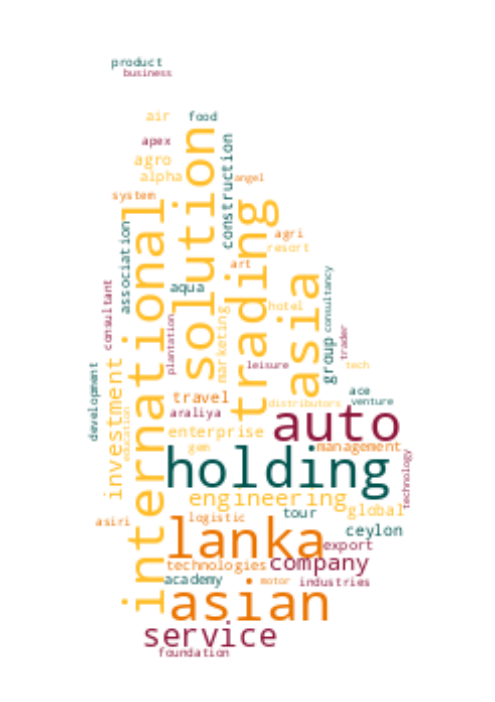 product
business
air
food
apex
agro
alpha
angel
system
solution
construction
international
trading
association
agri
resort
art
aqua
asia
consultancy
consultant
hotel
marketing
plantation
group
trader
leisure
tech
development
investment
education
travel
ace
venture
araliya
distributors
auto
enterprise
management
gem
holding
technology
engineering
global
tour
asiri
logistic
lanka
ceylon
export
technologies
company
academy
motor
industries
asian
service
foundation